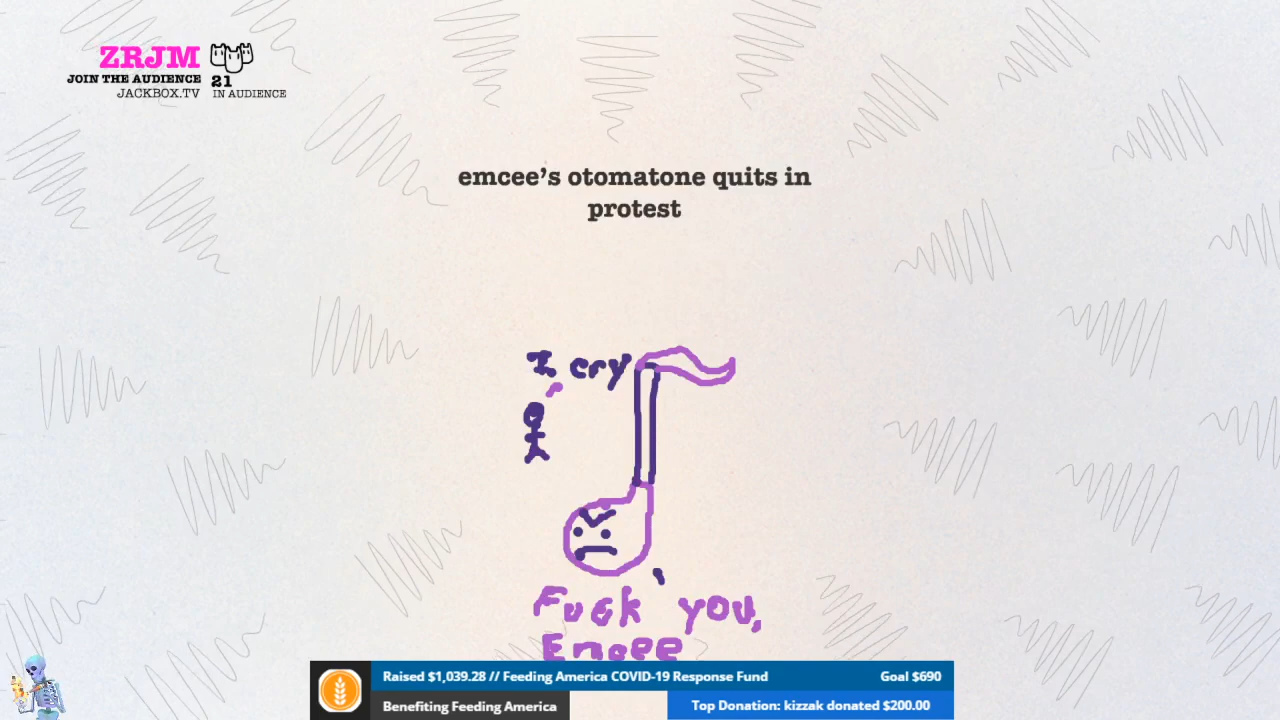 ZRJM
JOIN THE AUDIENCE
JACKBOX.TV
21
IN AUDIENCE
emcee's otomatone quits in
protest
I cry
Fuck you,
Emcee
Raised $1,039.28 // Feeding America COVID-19 Response Fund Goal $690
Benefiting Feeding America
Top Donation: kizzak donated $200.00